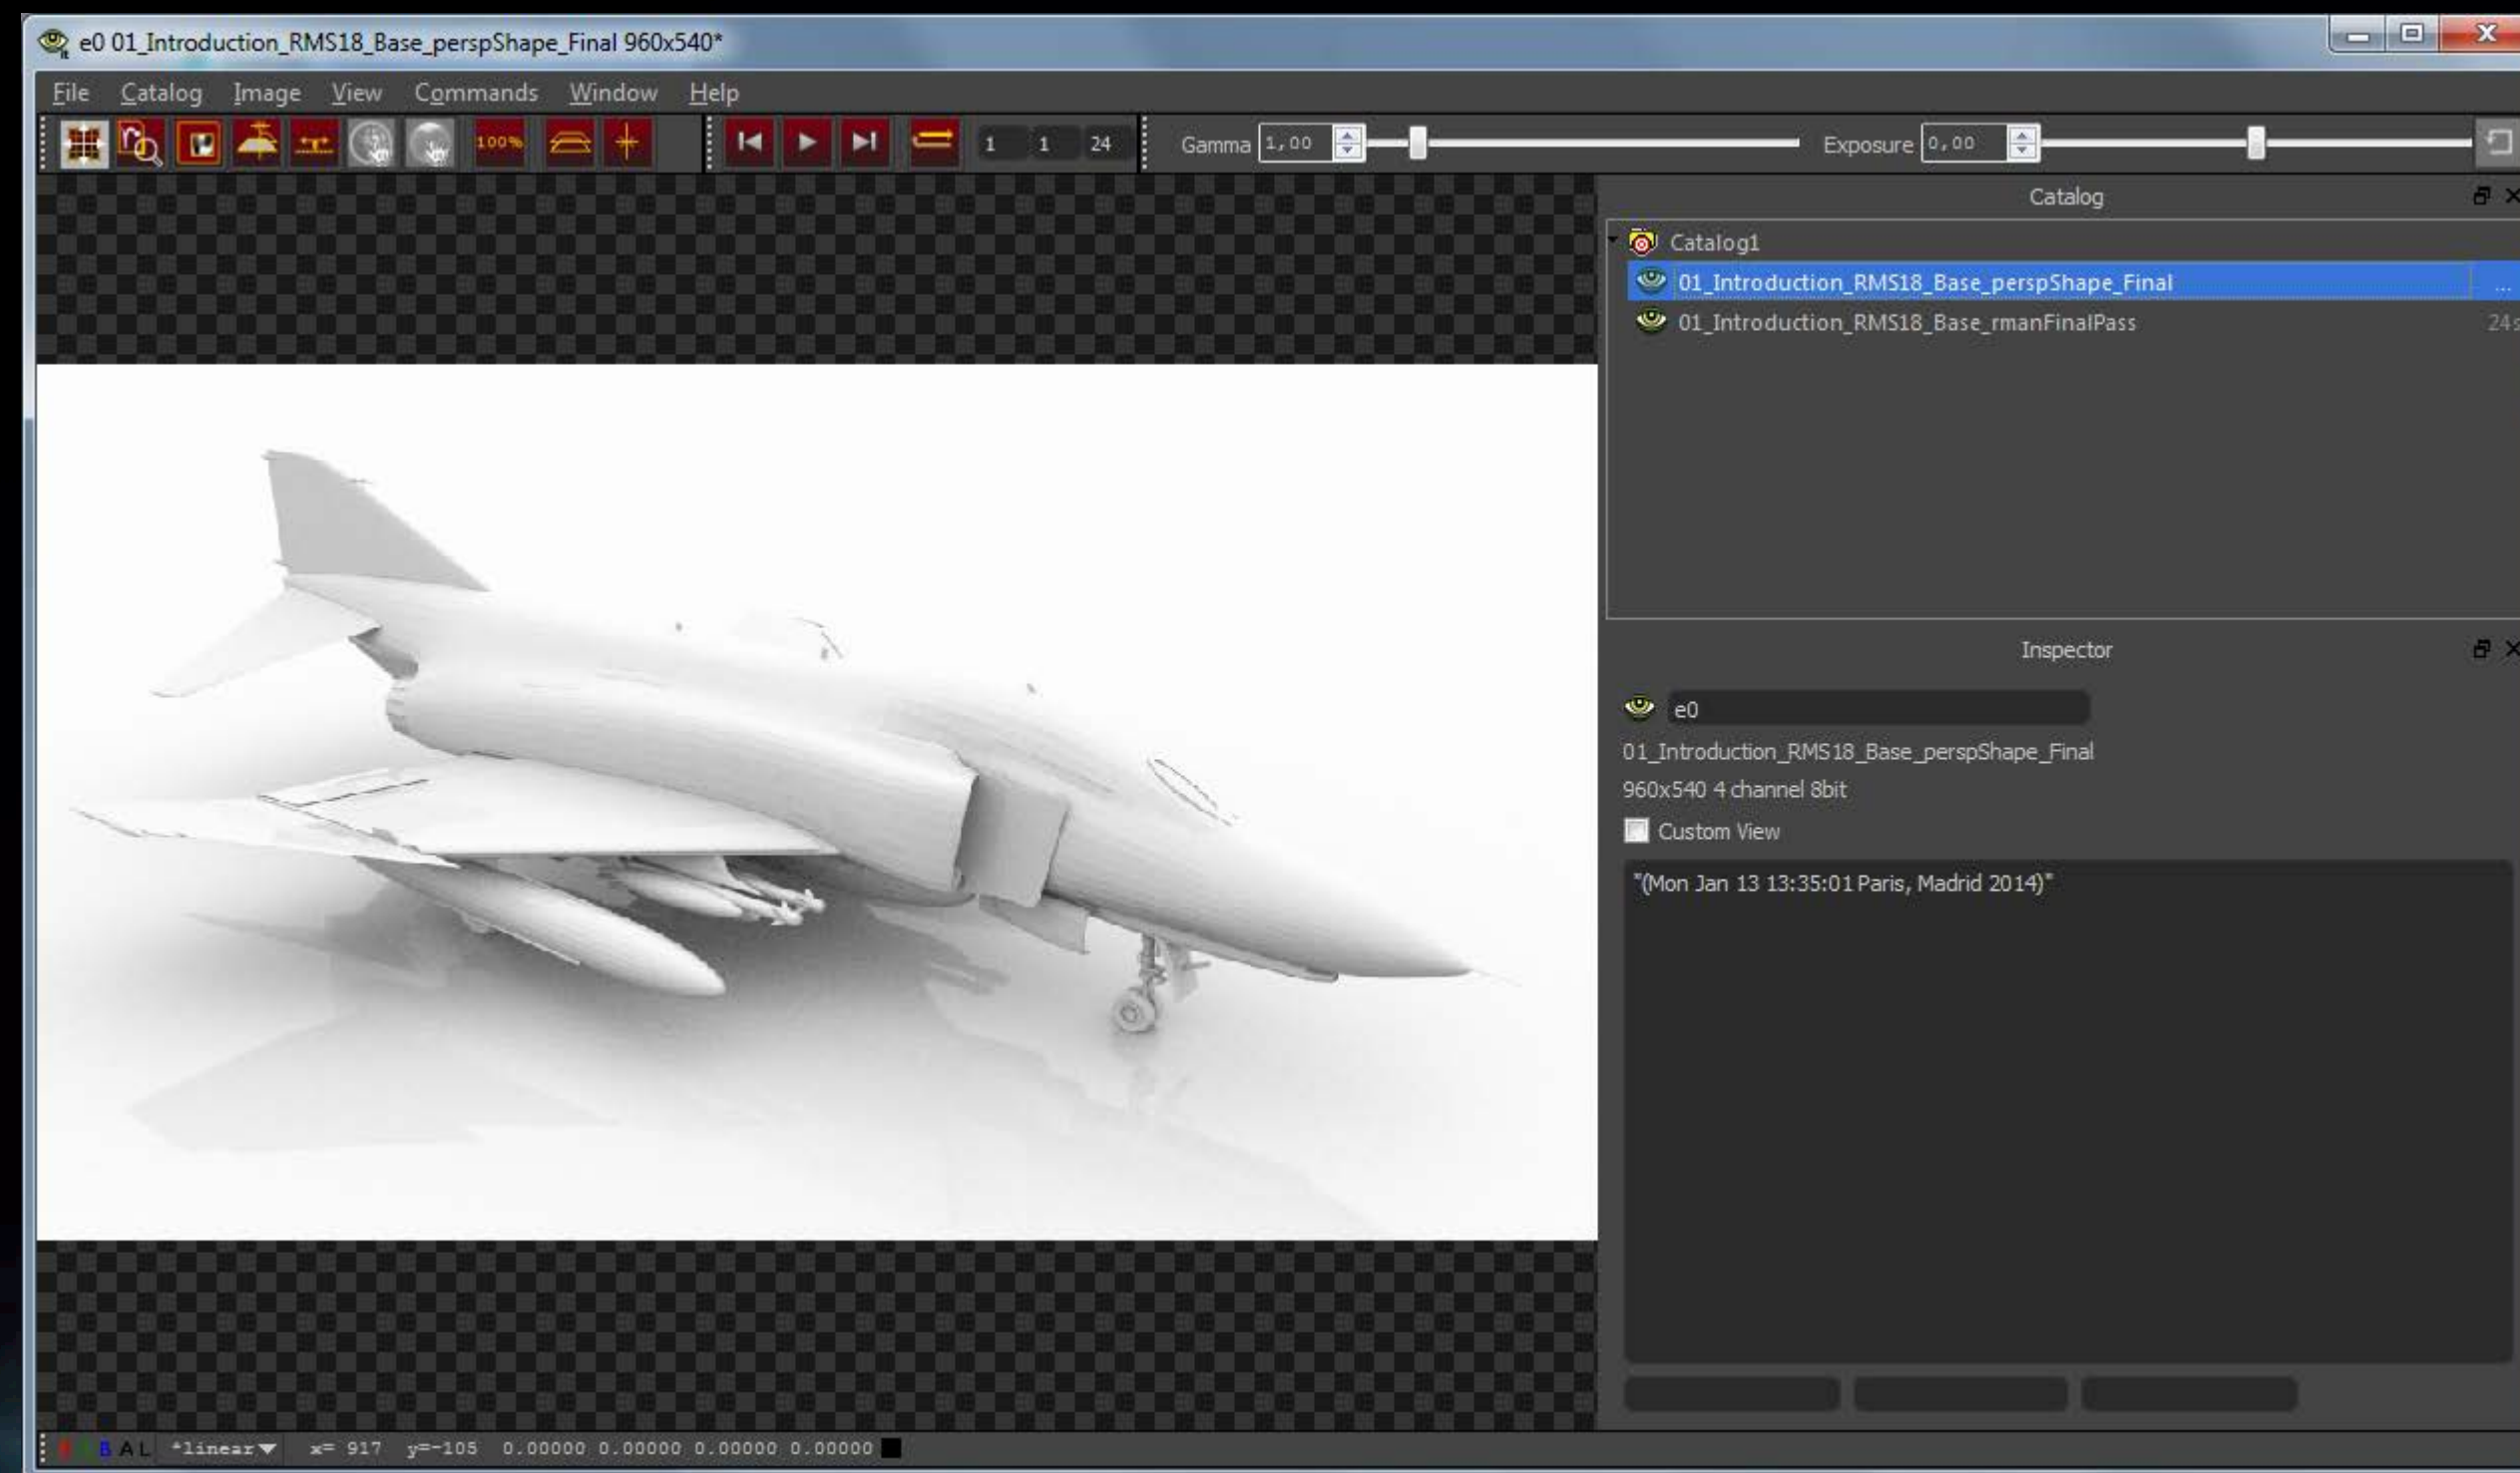 e0 01_Introduction_RMS18_Base_perspShape_Final 960x540*
File Catalog Image View Commands Window Help
100% 1 1 24 Gamma 1,00 Exposure 0,00
Catalog
Catalog1
01_Introduction_RMS18_Base_perspShape_Final ...
01_Introduction_RMS18_Base_rmanFinalPass 24s
Inspector
e0
01_Introduction_RMS18_Base_perspShape_Final
960x540 4 channel 8bit
Custom View
"(Mon Jan 13 13:35:01 Paris, Madrid 2014)"
B A L *linear x= 917 y=-105 0.00000 0.00000 0.00000 0.00000